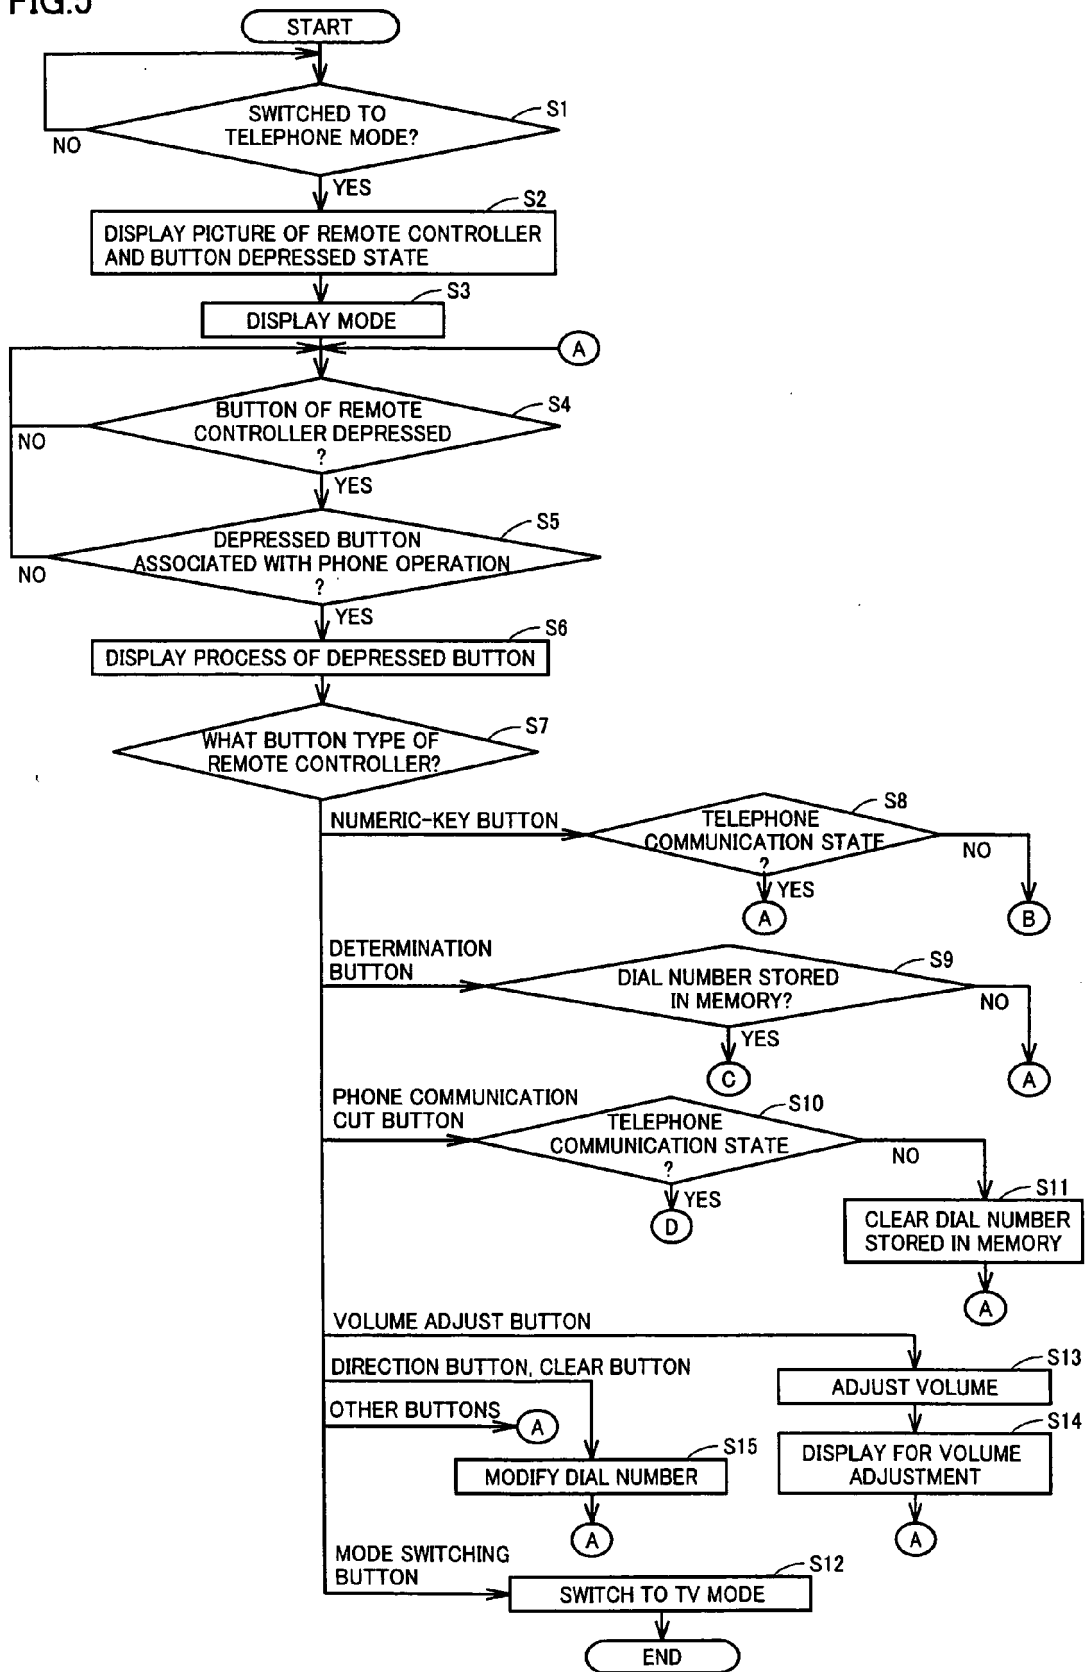 FIG.5
START
S1
SWITCHED TO
TELEPHONE MODE?
NO
YES
S2
DISPLAY PICTURE OF REMOTE CONTROLLER
AND BUTTON DEPRESSED STATE
S3
DISPLAY MODE
A
S4
BUTTON OF REMOTE
CONTROLLER DEPRESSED
?
NO
YES
S5
DEPRESSED BUTTON
ASSOCIATED WITH PHONE OPERATION
?
NO
YES
S6
DISPLAY PROCESS OF DEPRESSED BUTTON
S7
WHAT BUTTON TYPE OF
REMOTE CONTROLLER?
NUMERIC-KEY BUTTON
S8
TELEPHONE
COMMUNICATION STATE
?
NO
YES
A
B
DETERMINATION
BUTTON
S9
DIAL NUMBER STORED
IN MEMORY?
NO
YES
C
A
PHONE COMMUNICATION
CUT BUTTON
S10
TELEPHONE
COMMUNICATION STATE
?
NO
YES
D
S11
CLEAR DIAL NUMBER
STORED IN MEMORY
A
VOLUME ADJUST BUTTON
S13
ADJUST VOLUME
DIRECTION BUTTON, CLEAR BUTTON
OTHER BUTTONS
A
S14
DISPLAY FOR VOLUME
ADJUSTMENT
S15
MODIFY DIAL NUMBER
A
A
MODE SWITCHING
BUTTON
S12
SWITCH TO TV MODE
END